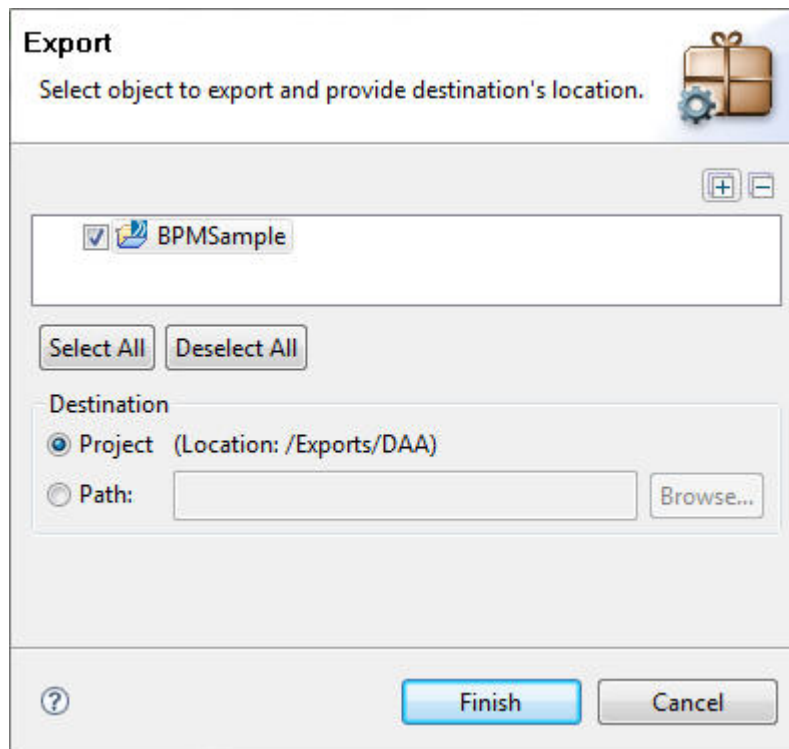 Export
Select object to export and provide destination's location.
BPMSample
Select All Deselect All
Destination
Project (Location: /Exports/DAA)
Path: Browse...
? Finish Cancel